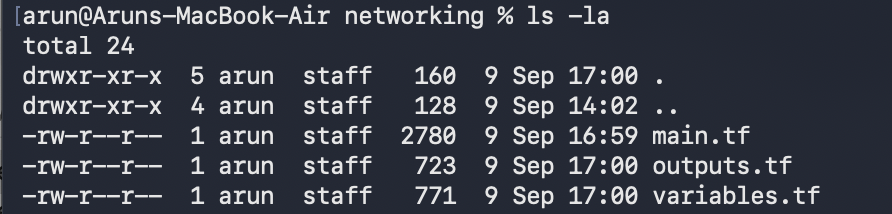 [arun@Aruns-MacBook-Air networking % ls -la
total 24
drwxr-xr-x  5 arun  staff   160  9 Sep 17:00 .
drwxr-xr-x  4 arun  staff   128  9 Sep 14:02 ..
-rw-r--r--  1 arun  staff  2780  9 Sep 16:59 main.tf
-rw-r--r--  1 arun  staff   723  9 Sep 17:00 outputs.tf
-rw-r--r--  1 arun  staff   771  9 Sep 17:00 variables.tf